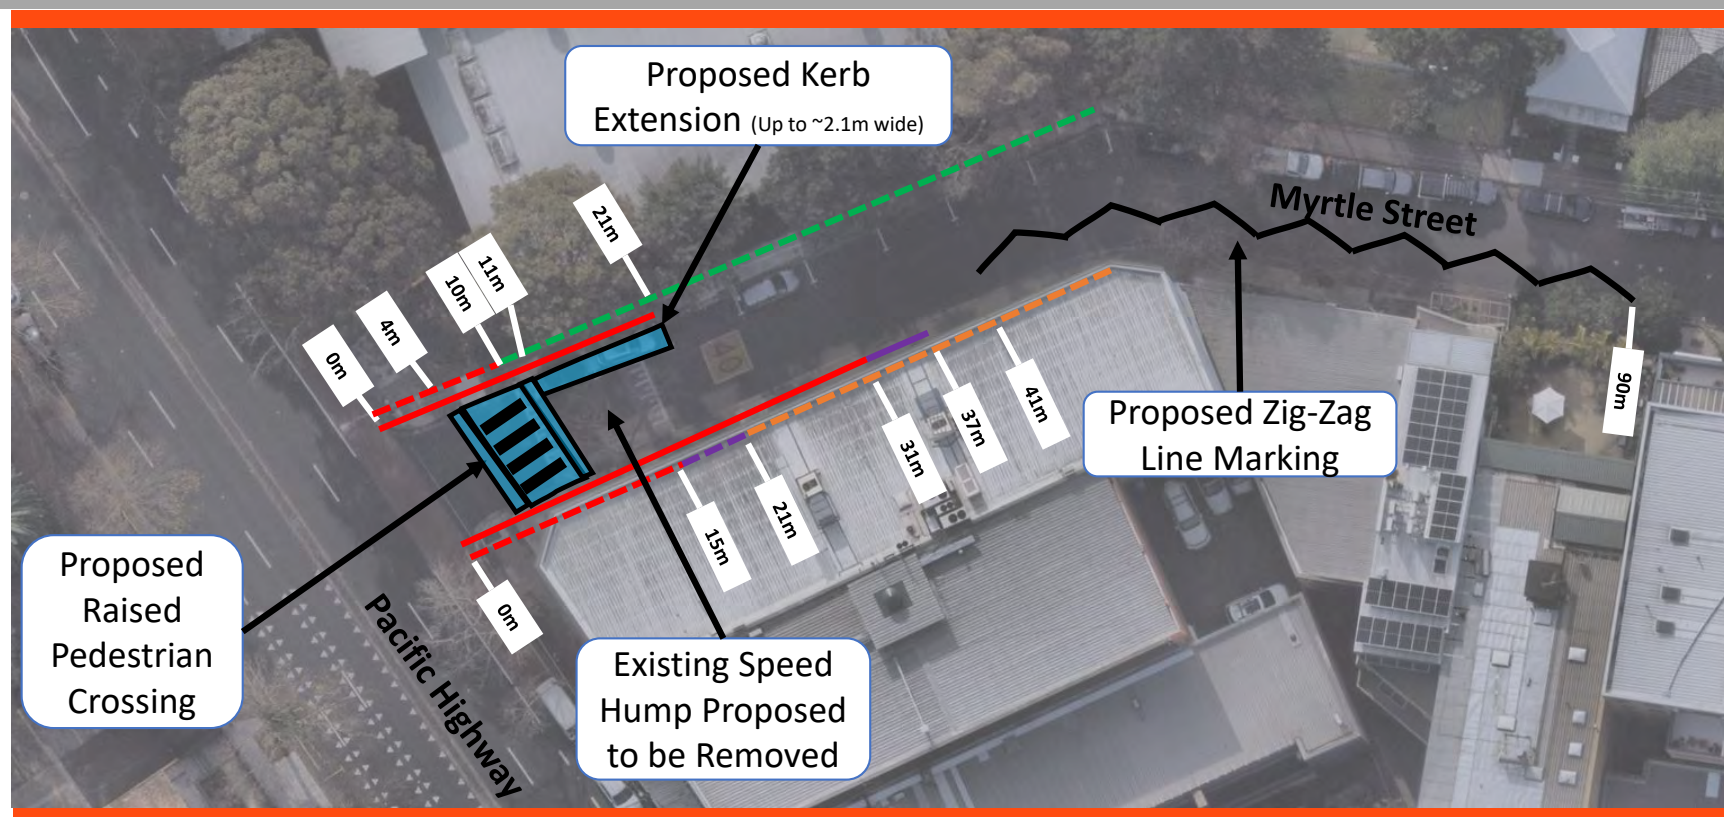 Proposed Kerb
Extension (Up to ~2.1m wide)
Myrtle Street
21m
11m
10m
4m
0m
90m
41m
37m
31m
21m
15m
0m
Proposed Zig-Zag
Line Marking
Proposed
Raised
Pedestrian
Crossing
Pacific Highway
Existing Speed
Hump Proposed
to be Removed